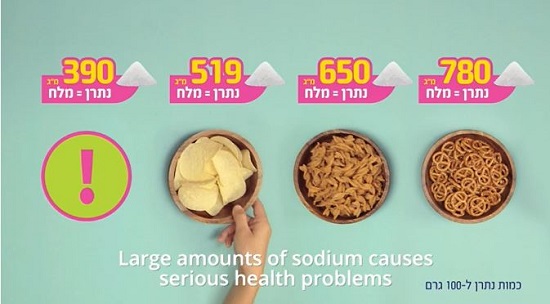 390 מ"ג
נתרן = מלח
519 מ"ג
נתרן = מלח
650 מ"ג
נתרן = מלח
780 מ"ג
נתרן = מלח
!
Large amounts of sodium causes
serious health problems
כמות נתרן ל-100 גרם